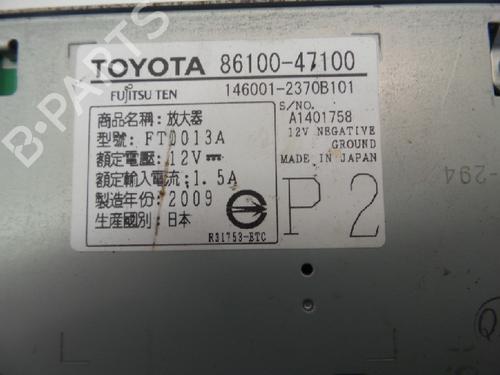 TOYOTA 86100-47100
FUJITSU TEN 146001-2370B101
商品名稱：放大器
型號：FT0013A
額定電壓：12V⎓
額定輸入電流：1.5A
製造年份：2009
生產國別：日本
R31753-ETC
S/NO.
A1401758
12V NEGATIVE
GROUND
MADE IN JAPAN
P2
-294